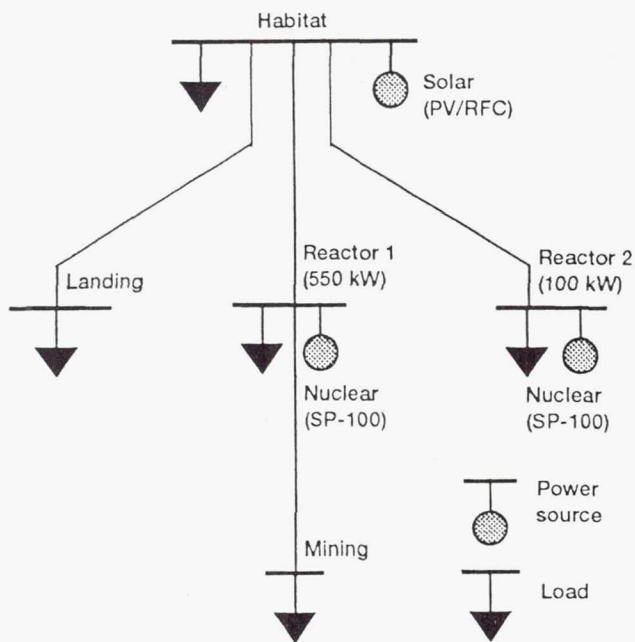 Habitat
Solar
(PV/RFC)
Landing
Reactor 1
(550 kW)
Reactor 2
(100 kW)
Nuclear
(SP-100)
Nuclear
(SP-100)
Mining
Power
source
Load